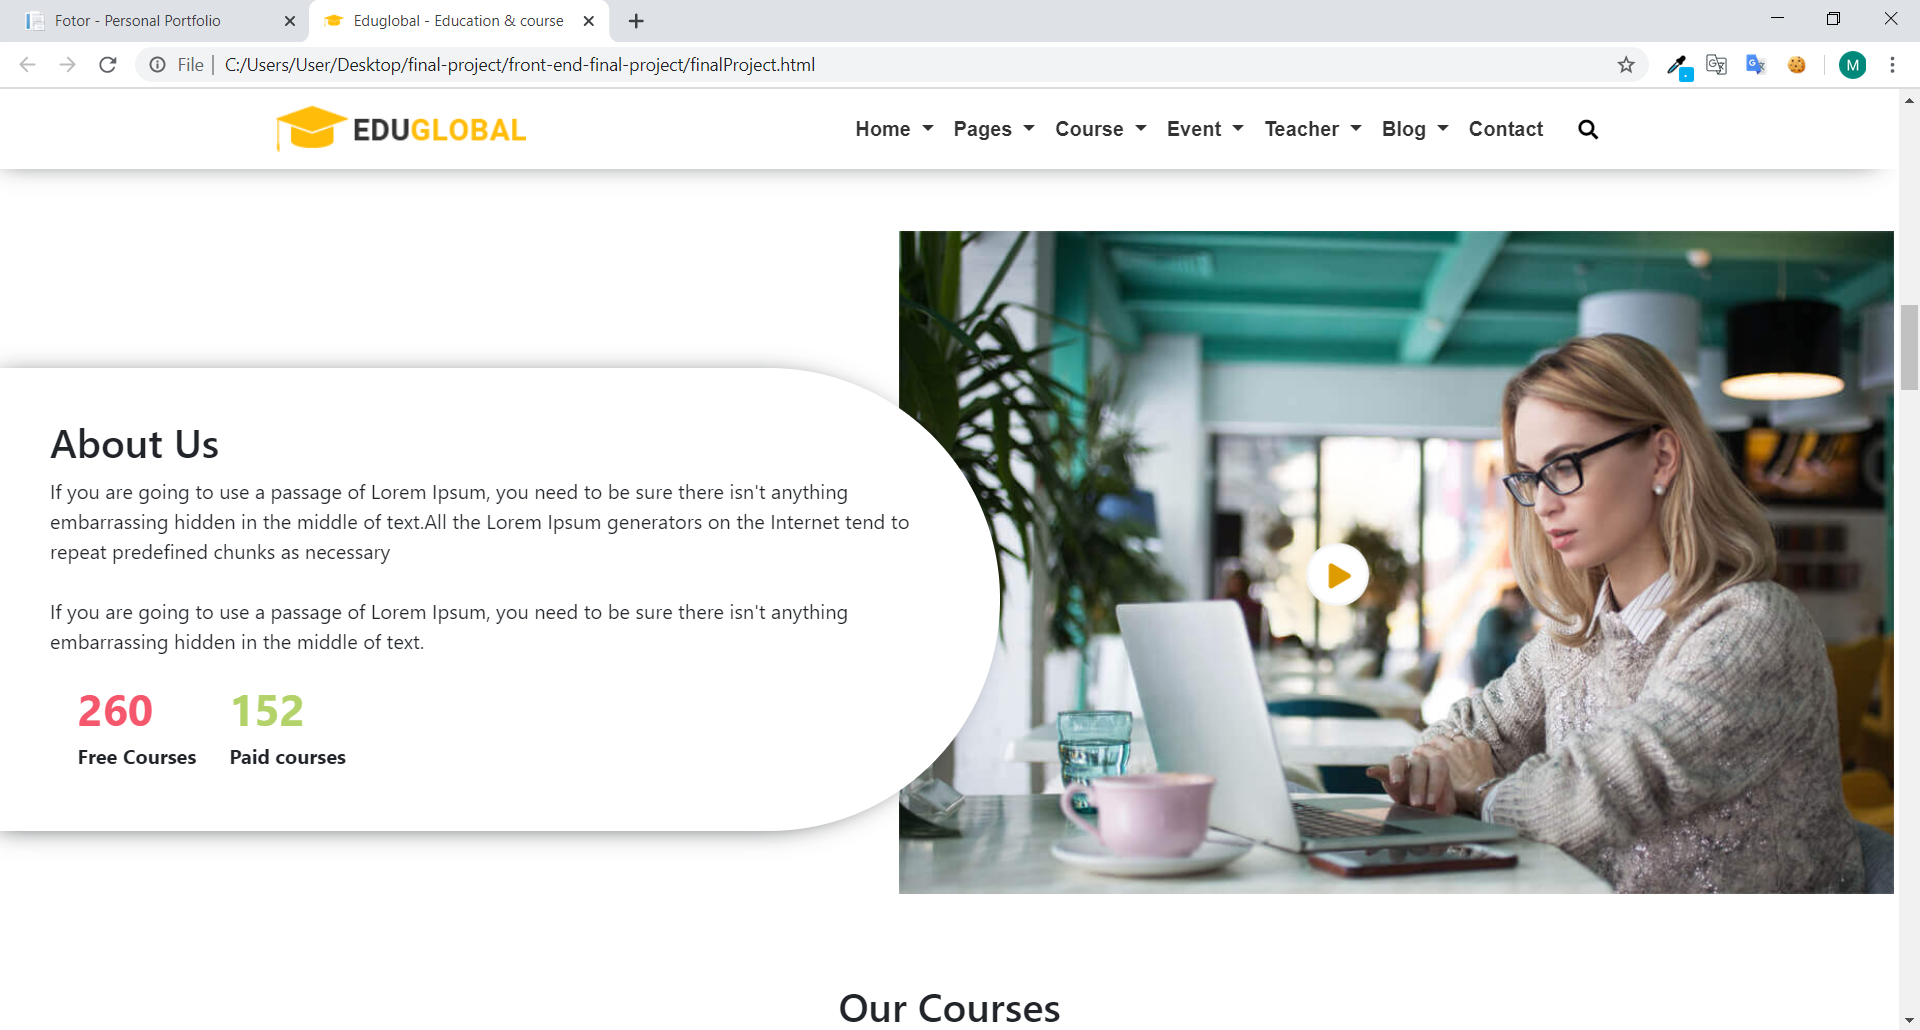 Fotor - Personal Portfolio
Eduglobal - Education & course
File
C:/Users/User/Desktop/final-project/front-end-final-project/finalProject.html
M
EDUGLOBAL
Home Pages Course Event Teacher Blog Contact
About Us
If you are going to use a passage of Lorem Ipsum, you need to be sure there isn't anything
embarrassing hidden in the middle of text.All the Lorem Ipsum generators on the Internet tend to
repeat predefined chunks as necessary
If you are going to use a passage of Lorem Ipsum, you need to be sure there isn't anything
embarrassing hidden in the middle of text.
260 152
Free Courses Paid courses
Our Courses